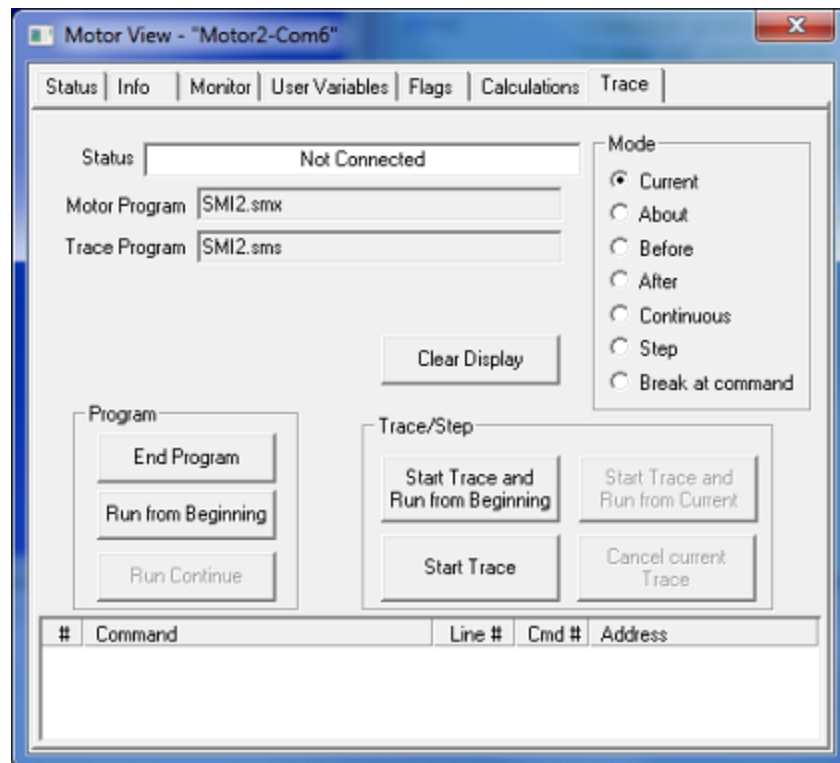 Motor View - "Motor2-Com6"
Status Info Monitor User Variables Flags Calculations Trace
Status Not Connected
Motor Program SMI2.smx
Trace Program SMI2.sms
Mode
Current
About
Before
After
Continuous
Step
Break at command
Clear Display
Program
End Program
Run from Beginning
Run Continue
Trace/Step
Start Trace and
Run from Beginning
Start Trace and
Run from Current
Start Trace
Cancel current
Trace
# Command Line # Cmd # Address